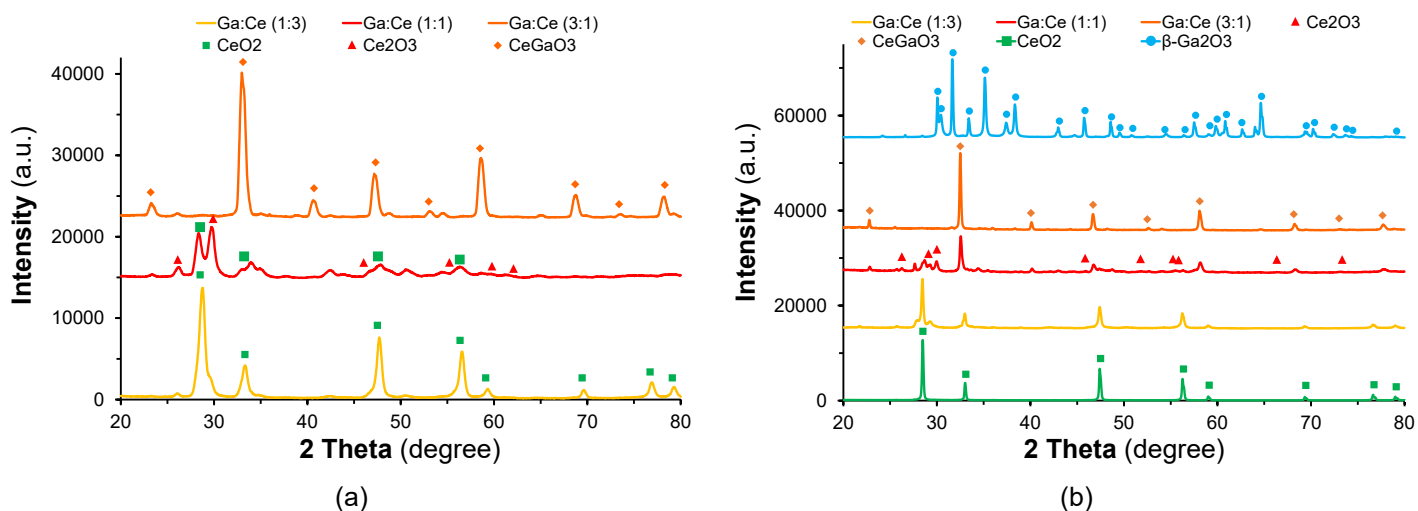 Ga:Ce (1:3) Ga:Ce (1:1) Ga:Ce (3:1)
CeO2 Ce2O3 CeGaO3
40000
30000
20000
10000
0
20 30 40 50 60 70 80
Intensity (a.u.)
2 Theta (degree)
(a)
Ga:Ce (1:3) Ga:Ce (1:1) Ga:Ce (3:1) Ce2O3
CeGaO3 CeO2 β-Ga2O3
60000
40000
20000
0
20 30 40 50 60 70 80
Intensity (a.u.)
2 Theta (degree)
(b)